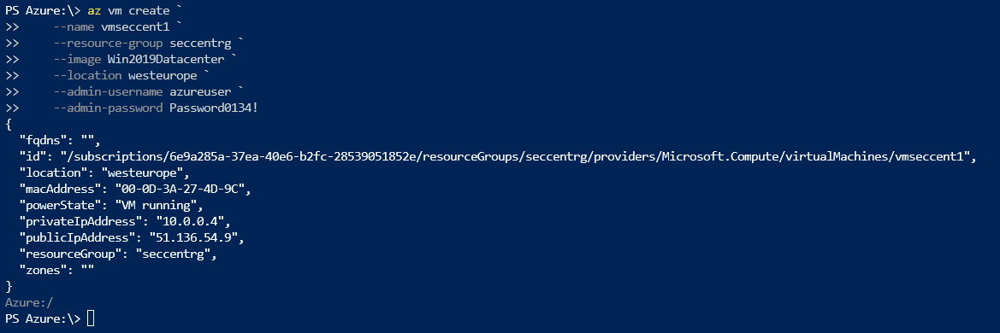 PS Azure:\> az vm create `
>>     --name vmseccent1 `
>>     --resource-group seccentrg `
>>     --image Win2019Datacenter `
>>     --location westeurope `
>>     --admin-username azureuser `
>>     --admin-password Password0134!
{
  "fqdns": "",
  "id": "/subscriptions/6e9a285a-37ea-40e6-b2fc-28539051852e/resourceGroups/seccentrg/providers/Microsoft.Compute/virtualMachines/vmseccent1",
  "location": "westeurope",
  "macAddress": "00-0D-3A-27-4D-9C",
  "powerState": "VM running",
  "privateIpAddress": "10.0.0.4",
  "publicIpAddress": "51.136.54.9",
  "resourceGroup": "seccentrg",
  "zones": ""
}
Azure:/
PS Azure:\>